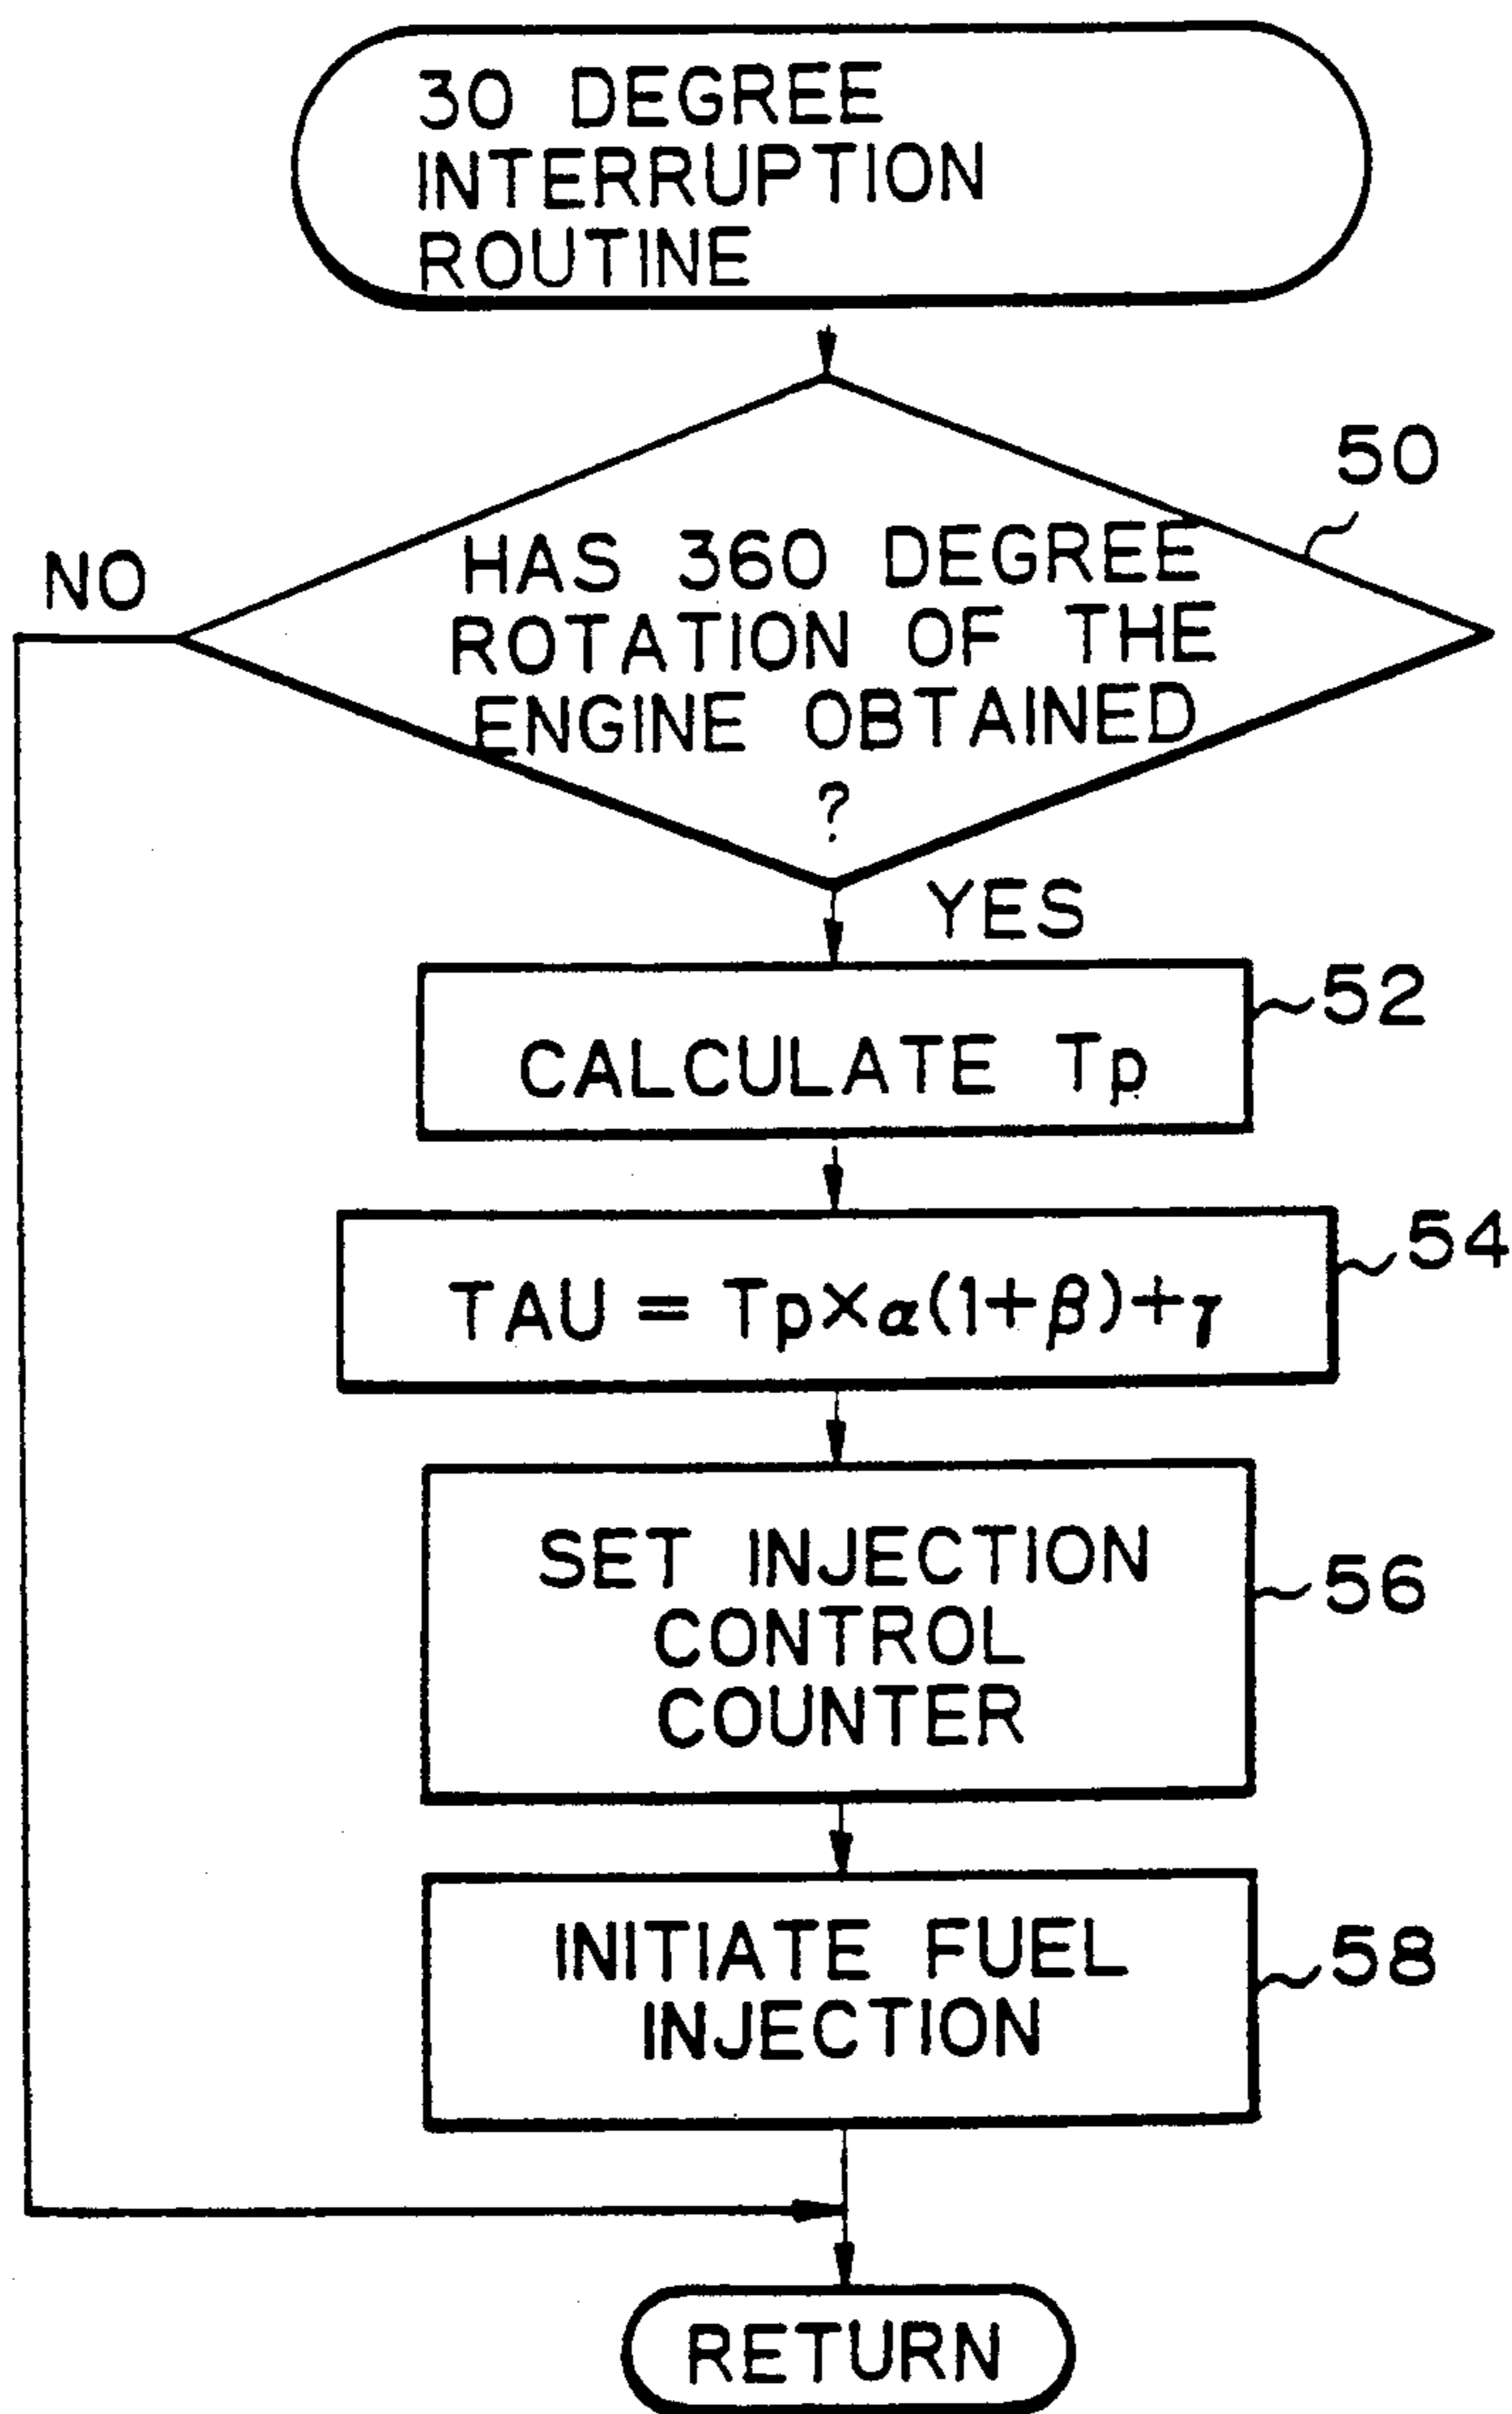 30 DEGREE
INTERRUPTION
ROUTINE
50
NO
HAS 360 DEGREE
ROTATION OF THE
ENGINE OBTAINED
?
YES
52
CALCULATE Tp
54
TAU = Tp×α(1+β)+γ
SET INJECTION
CONTROL
COUNTER
56
INITIATE FUEL
INJECTION
58
RETURN